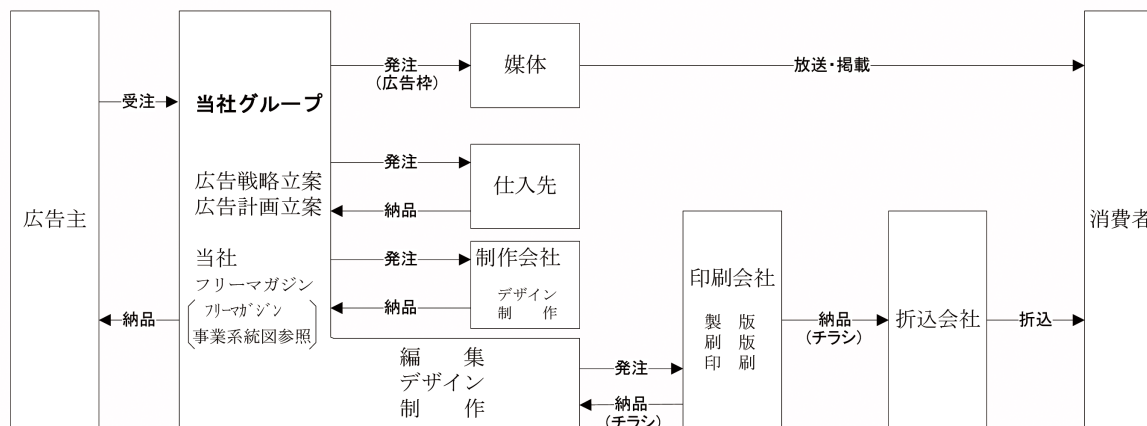 広告主
受注
納品
当社グループ
広告戦略立案
広告計画立案
当社
フリーマガジン
フリーマガジン
事業系統図参照
発注
(広告枠)
媒体
放送・掲載
発注
仕入先
納品
発注
制作会社
納品
デザイン
制　作
編　集
デザイン
制　作
発注
納品
(チラシ)
印刷会社
製　版
刷　版
印　刷
納品
(チラシ)
折込会社
折込
消費者